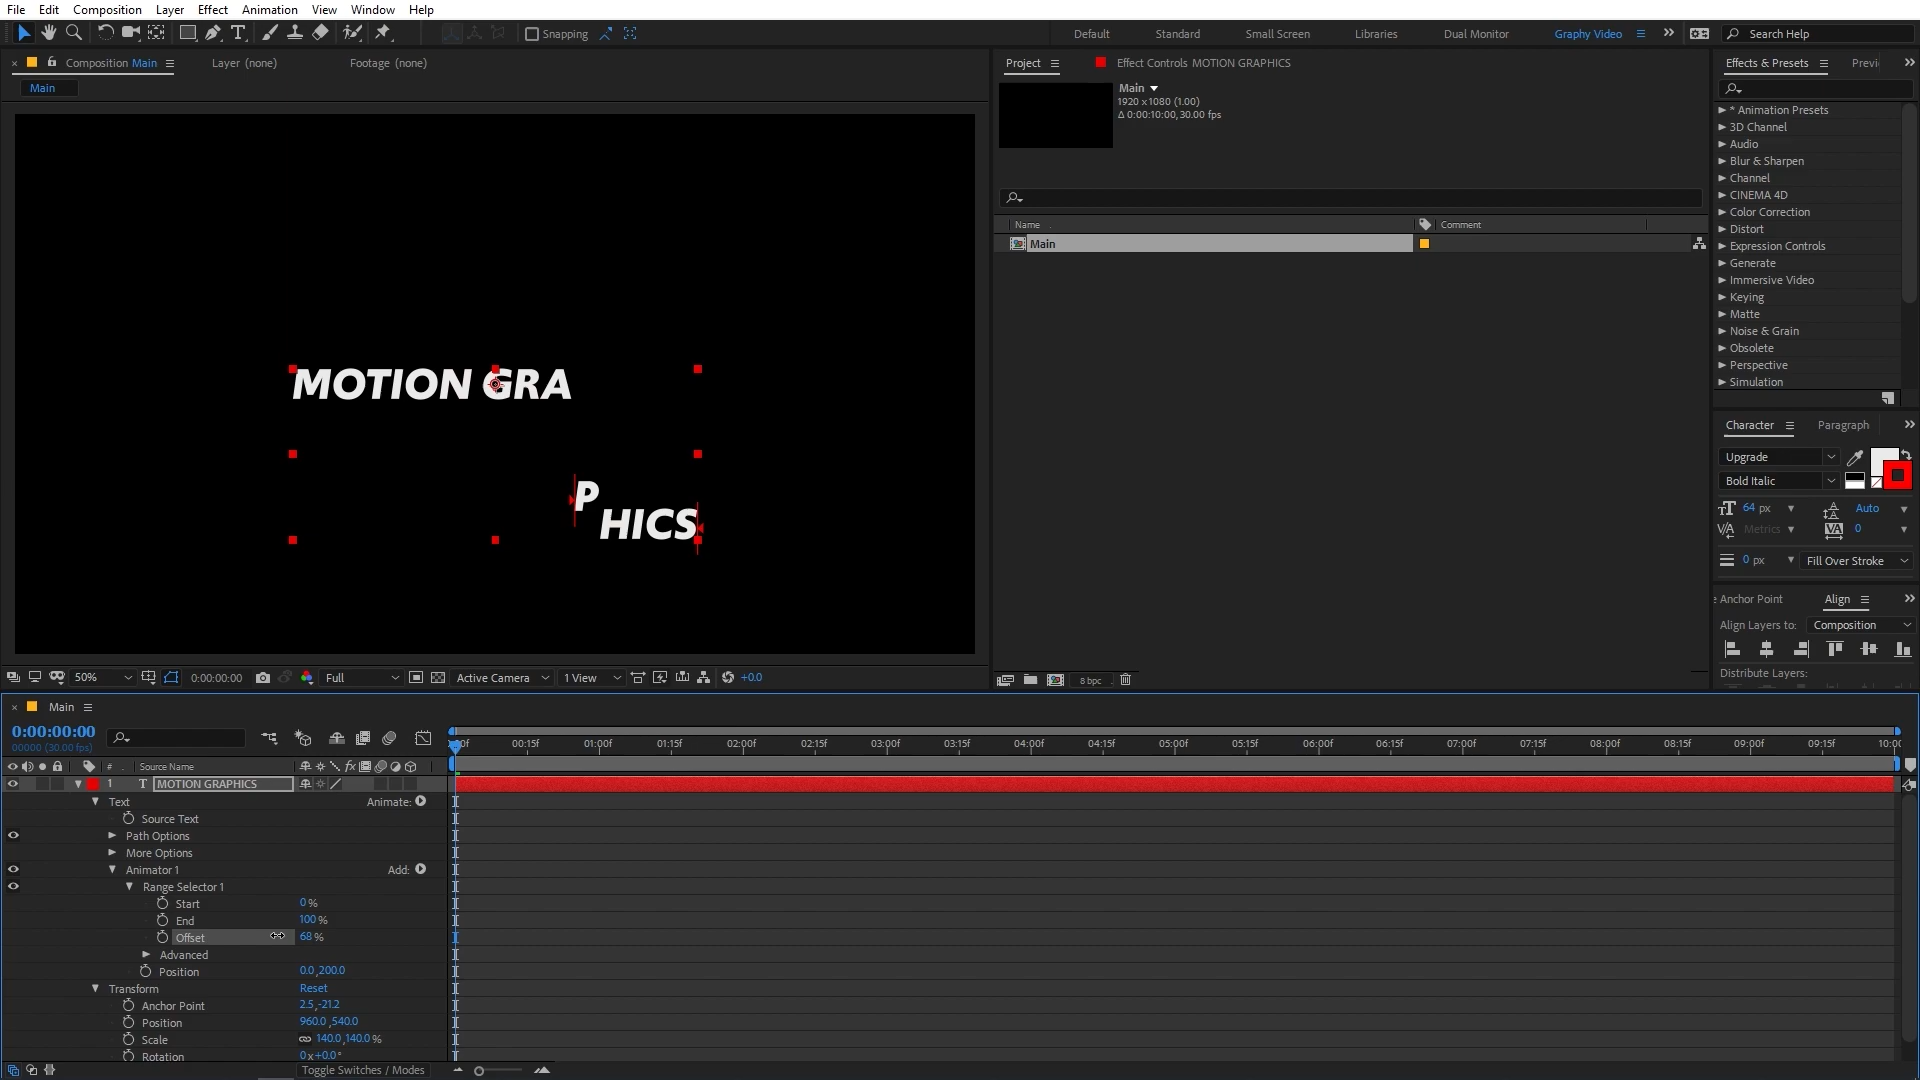 File Edit Composition Layer Effect Animation View Window Help
Snapping
Default Standard Small Screen Libraries Dual Monitor Graphy Video
Search Help
Composition Main
Layer (none)
Footage (none)
Main
Project
Effect Controls MOTION GRAPHICS
Main
1920 x 1080 (1.00)
Δ 0:00:10:00, 30.00 fps
Name
Comment
Main
8 bpc
Effects & Presets
Previ
* Animation Presets
3D Channel
Audio
Blur & Sharpen
Channel
CINEMA 4D
Color Correction
Distort
Expression Controls
Generate
Immersive Video
Keying
Matte
Noise & Grain
Obsolete
Perspective
Simulation
MOTION GRA
P
HICS
Character
Paragraph
Upgrade
Bold Italic
64 px
Auto
Metrics
0
0 px
Fill Over Stroke
e Anchor Point
Align
Align Layers to: Composition
Distribute Layers:
50%
0:00:00:00
Full
Active Camera
1 View
+0.0
Main
0:00:00:00
00000 (30.00 fps)
00f 00:15f 01:00f 01:15f 02:00f 02:15f 03:00f 03:15f 04:00f 04:15f 05:00f 05:15f 06:00f 06:15f 07:00f 07:15f 08:00f 08:15f 09:00f 09:15f 10:00
# Source Name
1 T MOTION GRAPHICS
Text Animate:
Source Text
Path Options
More Options
Animator 1 Add:
Range Selector 1
Start 0 %
End 100 %
Offset 68 %
Advanced
Position 0.0, 200.0
Transform Reset
Anchor Point 2.5, -21.2
Position 960.0, 540.0
Scale 140.0, 140.0 %
Rotation 0 x +0.0 °
Toggle Switches / Modes